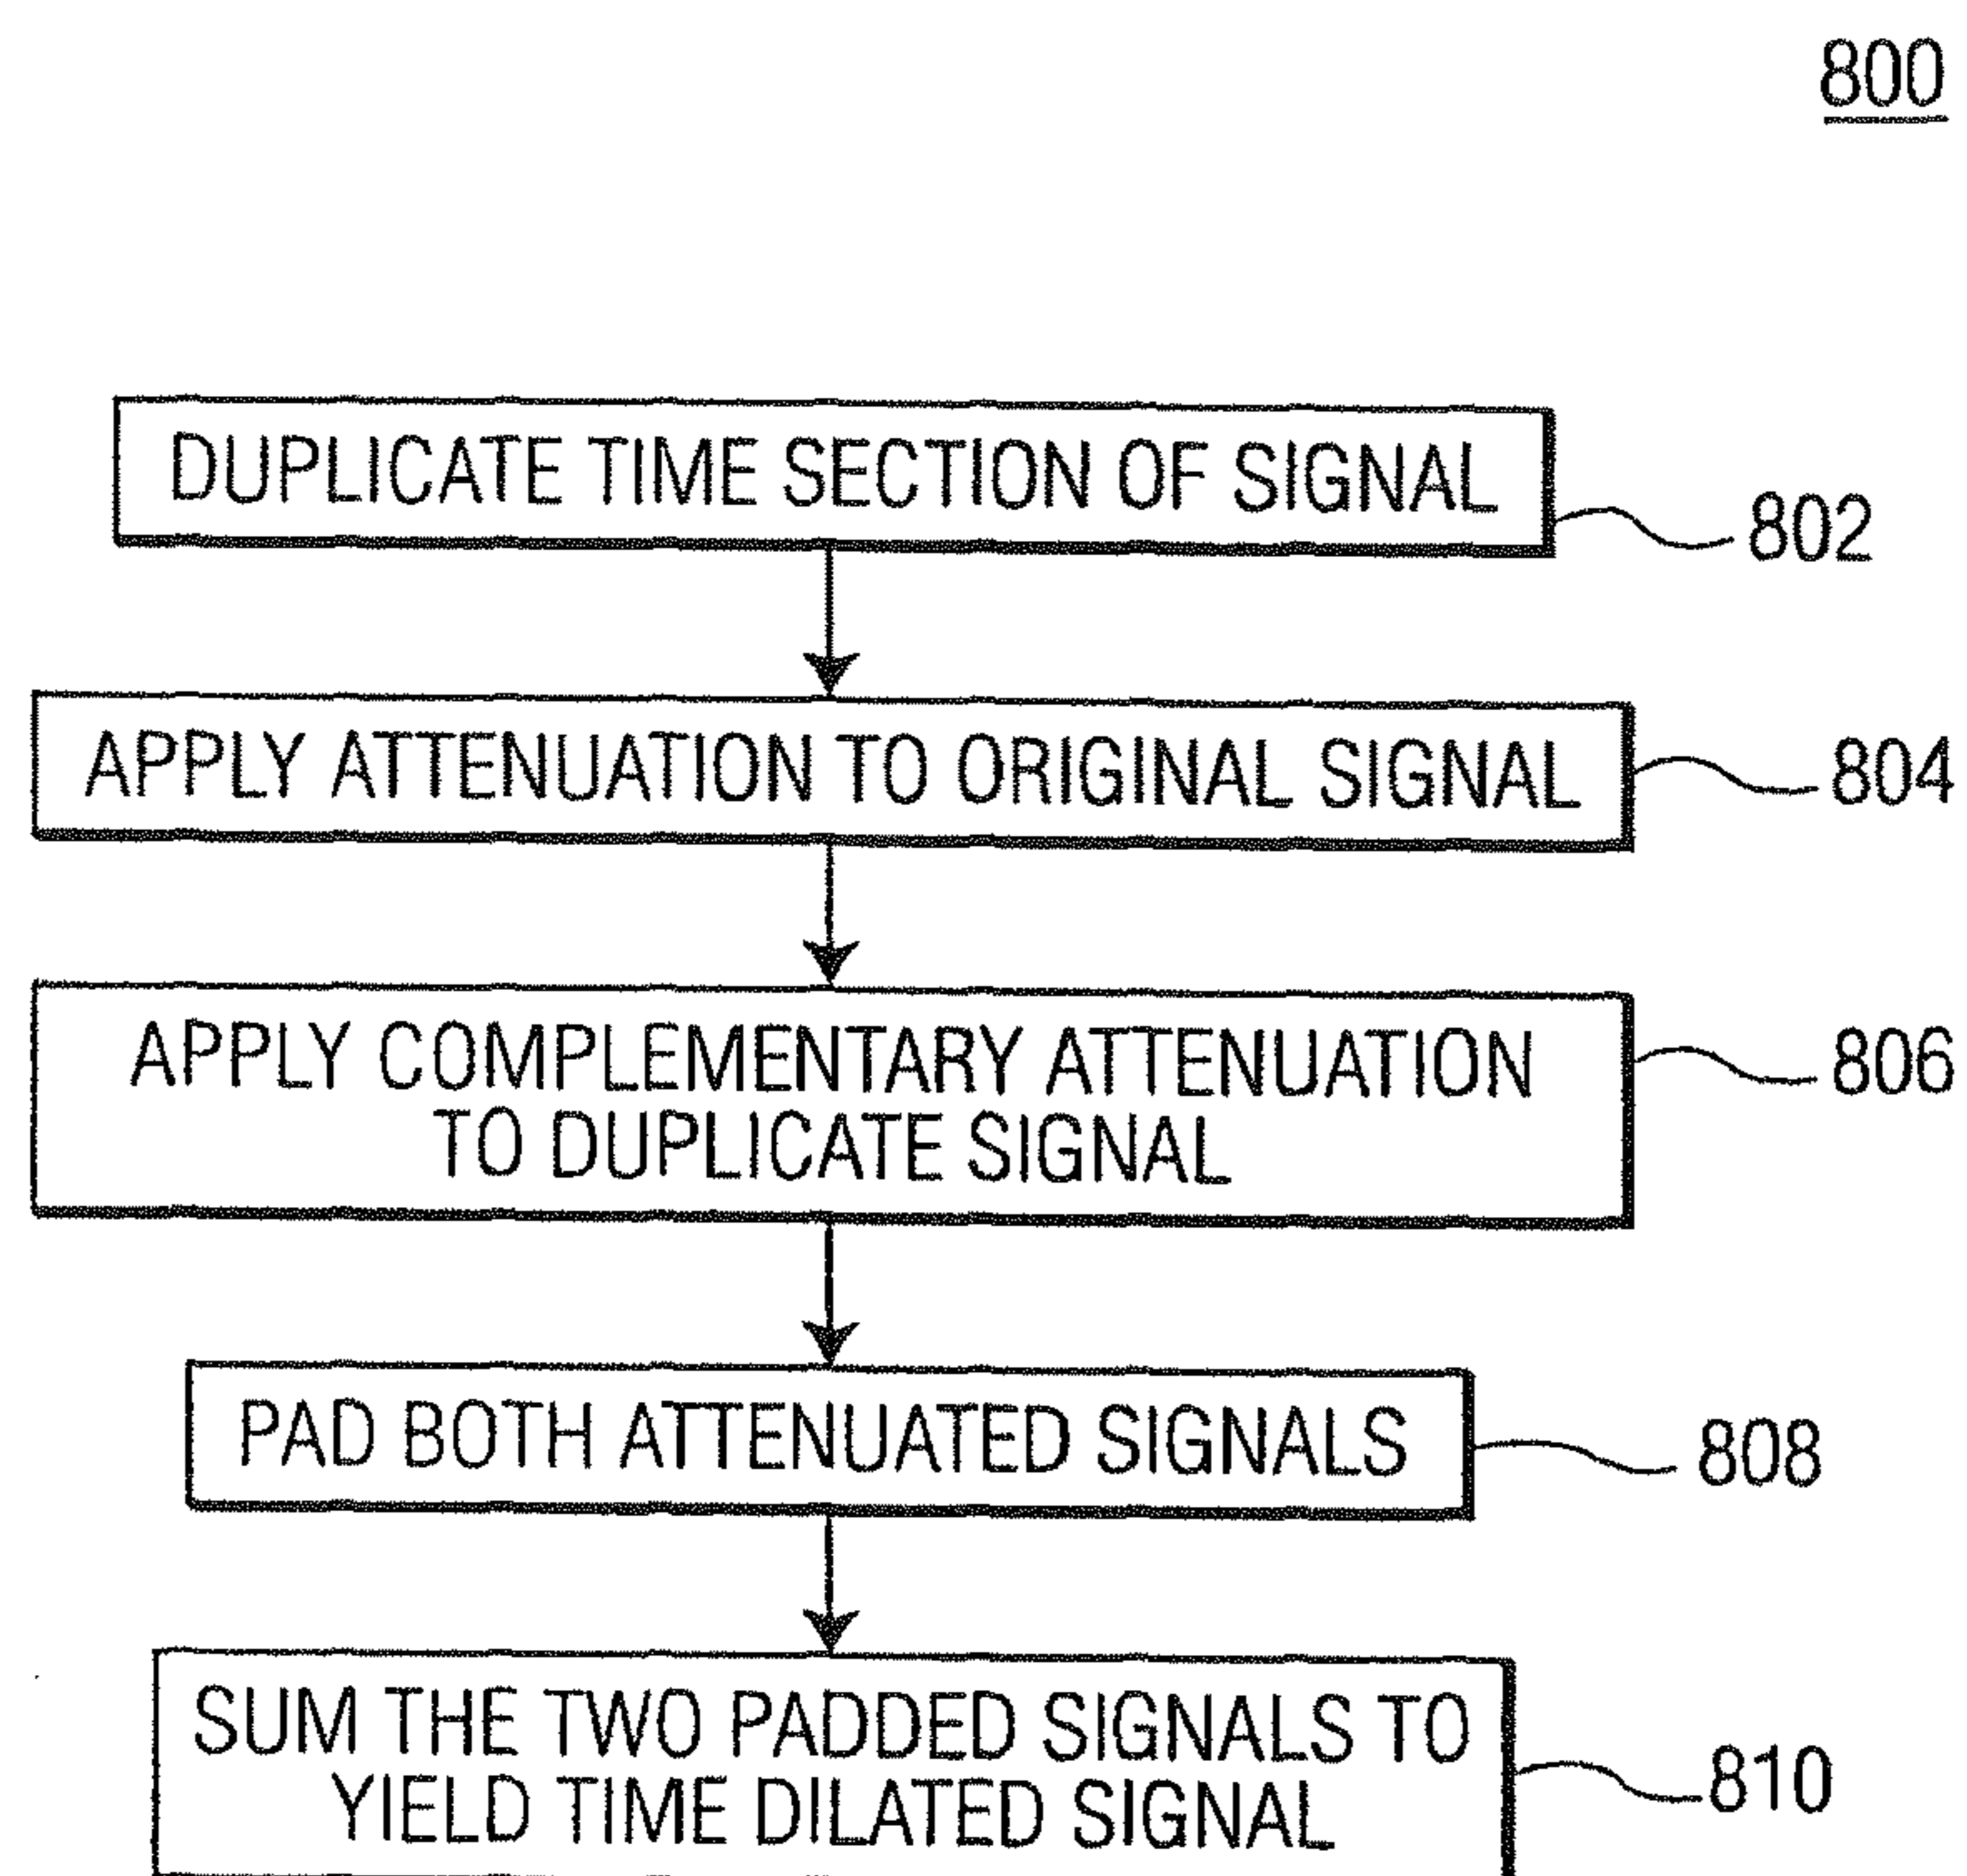 800
DUPLICATE TIME SECTION OF SIGNAL
802
APPLY ATTENUATION TO ORIGINAL SIGNAL
804
APPLY COMPLEMENTARY ATTENUATION
TO DUPLICATE SIGNAL
806
PAD BOTH ATTENUATED SIGNALS
808
SUM THE TWO PADDED SIGNALS TO
YIELD TIME DILATED SIGNAL
810